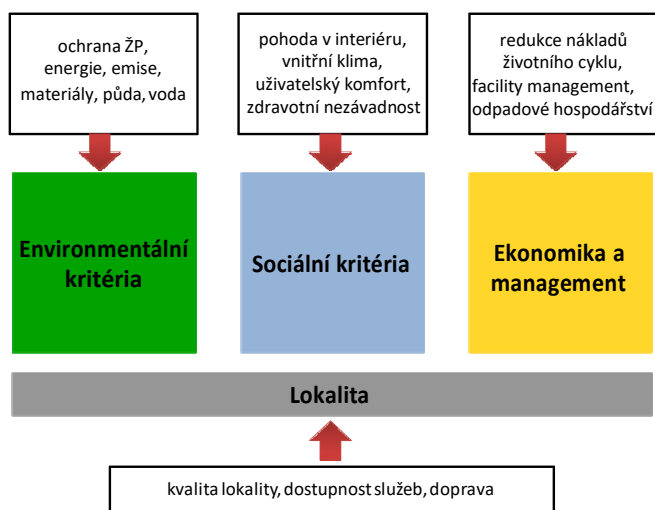 ochrana ŽP,
energie, emise,
materiály, půda, voda
pohoda v interiéru,
vnitřní klima,
uživatelský komfort,
zdravotní nezávadnost
redukce nákladů
životního cyklu,
facility management,
odpadové hospodářství
Environmentální
kritéria
Sociální kritéria
Ekonomika a
management
Lokalita
kvalita lokality, dostupnost služeb, doprava